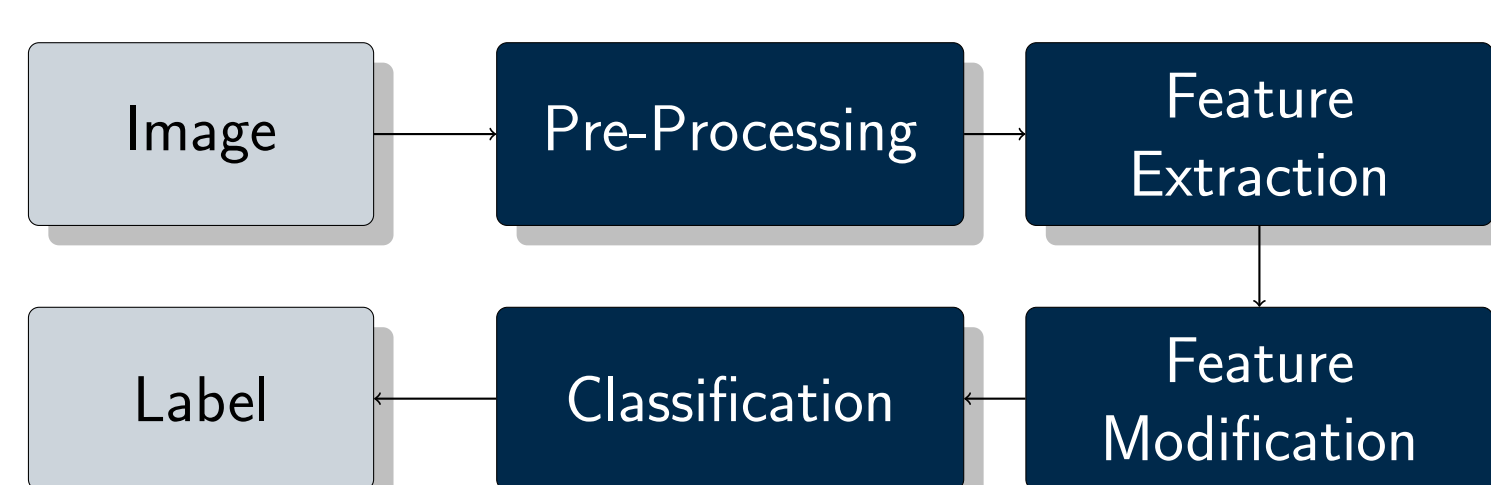 Image
Pre-Processing
Feature
Extraction
Feature
Modification
Classification
Label